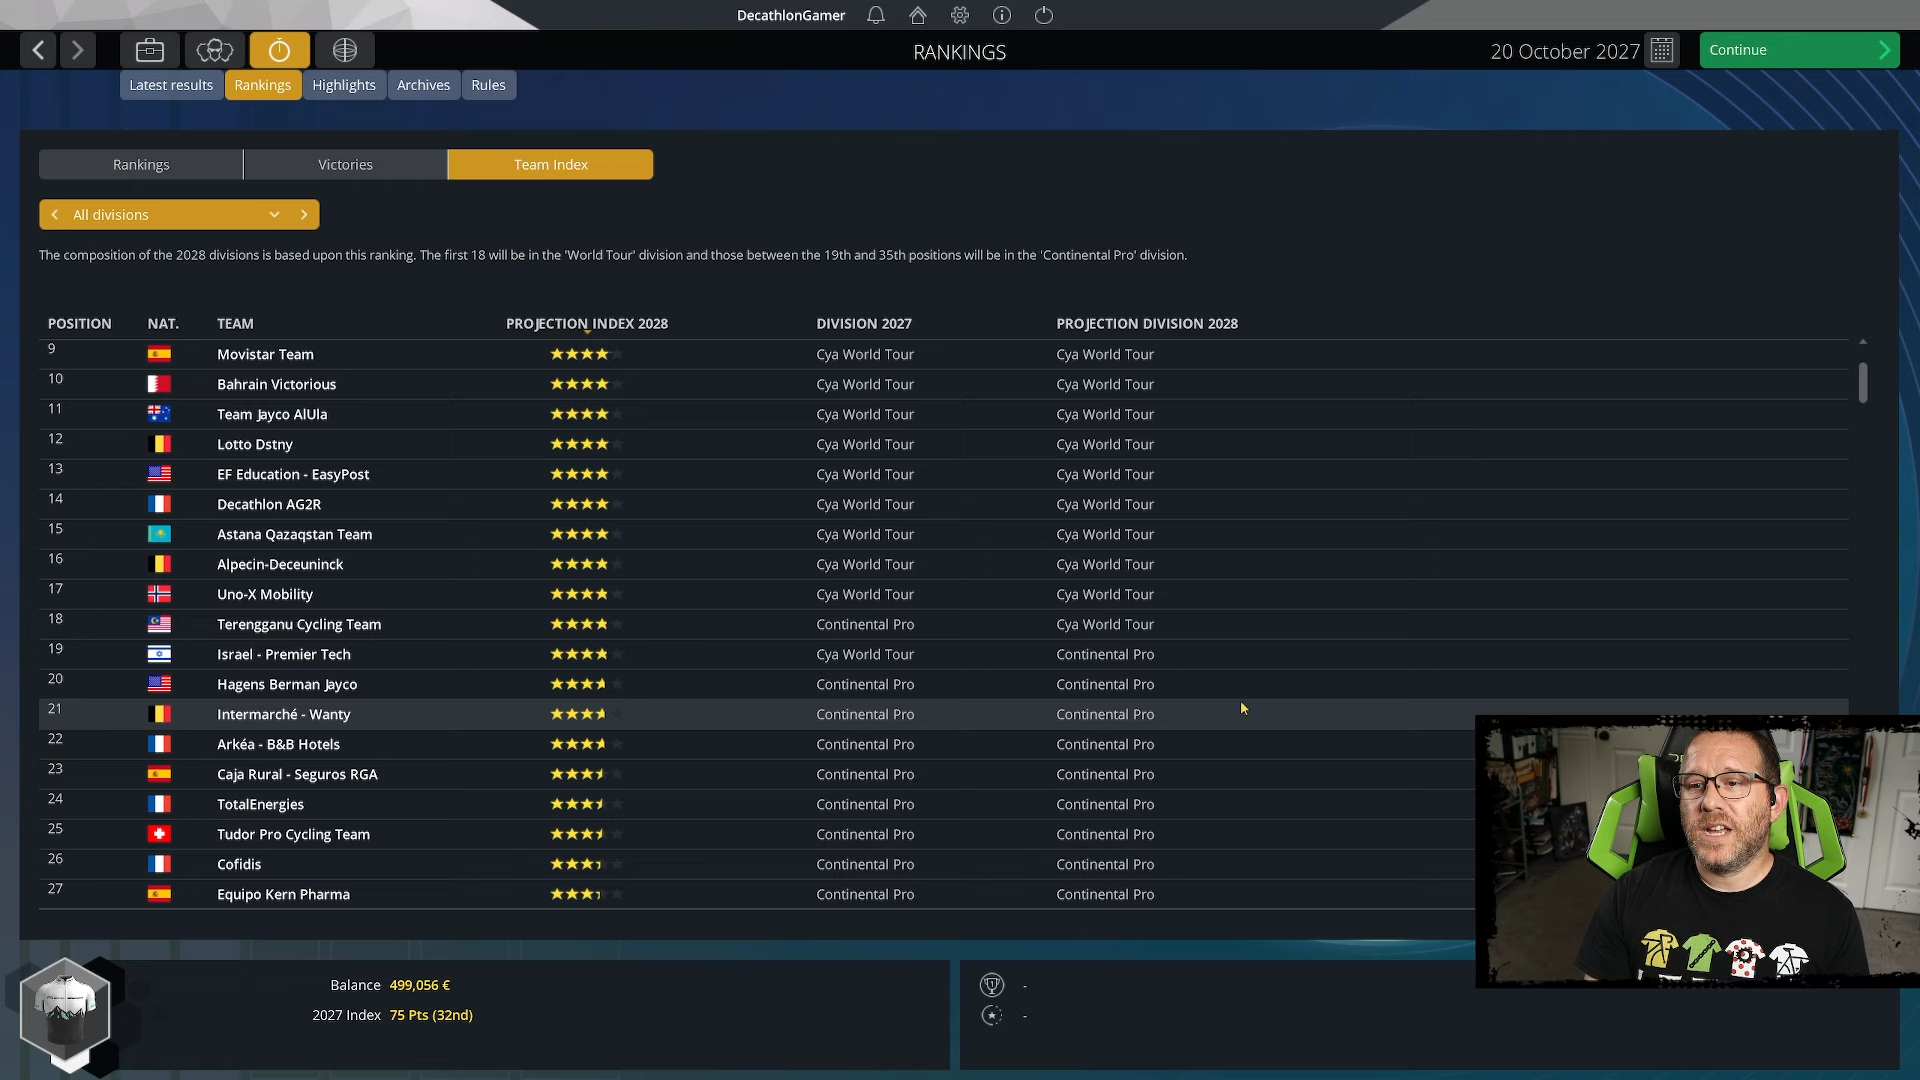 DecathlonGamer
RANKINGS
20 October 2027
Continue
Latest results
Rankings
Highlights
Archives
Rules
Rankings
Victories
Team Index
All divisions
The composition of the 2028 divisions is based upon this ranking. The first 18 will be in the 'World Tour' division and those between the 19th and 35th positions will be in the 'Continental Pro' division.
POSITION NAT. TEAM PROJECTION INDEX 2028 DIVISION 2027 PROJECTION DIVISION 2028
9 Movistar Team Cya World Tour Cya World Tour
10 Bahrain Victorious Cya World Tour Cya World Tour
11 Team Jayco AlUla Cya World Tour Cya World Tour
12 Lotto Dstny Cya World Tour Cya World Tour
13 EF Education - EasyPost Cya World Tour Cya World Tour
14 Decathlon AG2R Cya World Tour Cya World Tour
15 Astana Qazaqstan Team Cya World Tour Cya World Tour
16 Alpecin-Deceuninck Cya World Tour Cya World Tour
17 Uno-X Mobility Cya World Tour Cya World Tour
18 Terengganu Cycling Team Continental Pro Cya World Tour
19 Israel - Premier Tech Cya World Tour Continental Pro
20 Hagens Berman Jayco Continental Pro Continental Pro
21 Intermarché - Wanty Continental Pro Continental Pro
22 Arkéa - B&B Hotels Continental Pro Continental Pro
23 Caja Rural - Seguros RGA Continental Pro Continental Pro
24 TotalEnergies Continental Pro Continental Pro
25 Tudor Pro Cycling Team Continental Pro Continental Pro
26 Cofidis Continental Pro Continental Pro
27 Equipo Kern Pharma Continental Pro Continental Pro
Balance 499,056 €
2027 Index 75 Pts (32nd)
-
-